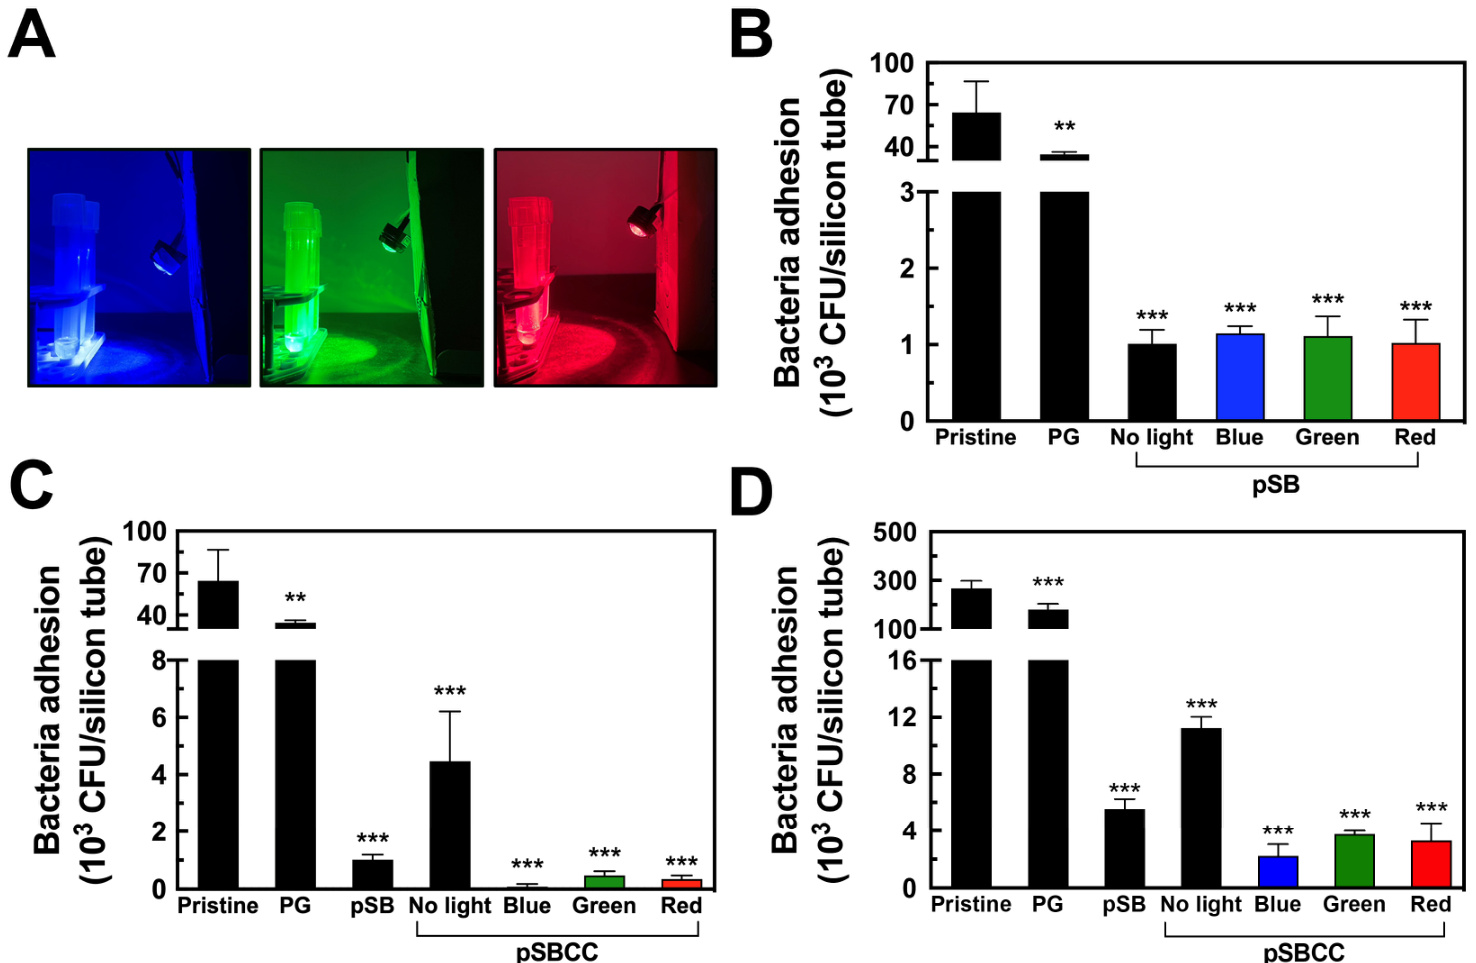 A
B
Bacteria adhesion
(10³ CFU/silicon tube)
100
70
40
3
2
1
0
**
***
***
***
***
Pristine PG No light Blue Green Red
pSB
C
Bacteria adhesion
(10³ CFU/silicon tube)
100
70
40
8
6
4
2
0
**
***
***
***
***
***
Pristine PG pSB No light Blue Green Red
pSBCC
D
Bacteria adhesion
(10³ CFU/silicon tube)
500
300
100
16
12
8
4
0
***
***
***
***
***
***
Pristine PG pSB No light Blue Green Red
pSBCC